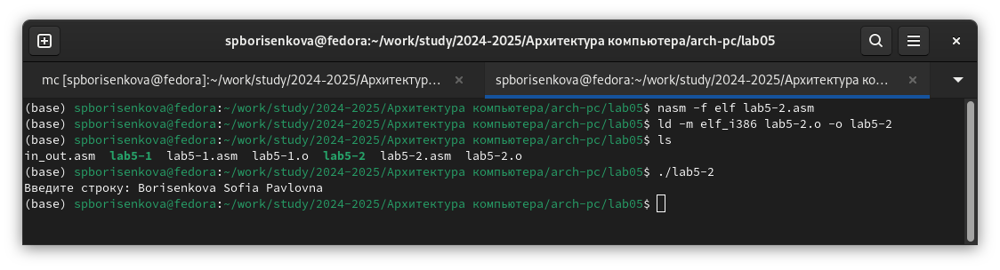 spborisenkova@fedora:~/work/study/2024-2025/Архитектура компьютера/arch-pc/lab05
mc [spborisenkova@fedora]:~/work/study/2024-2025/Архитектур...
spborisenkova@fedora:~/work/study/2024-2025/Архитектура ко...
(base) spborisenkova@fedora:~/work/study/2024-2025/Архитектура компьютера/arch-pc/lab05$ nasm -f elf lab5-2.asm
(base) spborisenkova@fedora:~/work/study/2024-2025/Архитектура компьютера/arch-pc/lab05$ ld -m elf_i386 lab5-2.o -o lab5-2
(base) spborisenkova@fedora:~/work/study/2024-2025/Архитектура компьютера/arch-pc/lab05$ ls
in_out.asm lab5-1 lab5-1.asm lab5-1.o lab5-2 lab5-2.asm lab5-2.o
(base) spborisenkova@fedora:~/work/study/2024-2025/Архитектура компьютера/arch-pc/lab05$ ./lab5-2
Введите строку: Borisenkova Sofia Pavlovna
(base) spborisenkova@fedora:~/work/study/2024-2025/Архитектура компьютера/arch-pc/lab05$